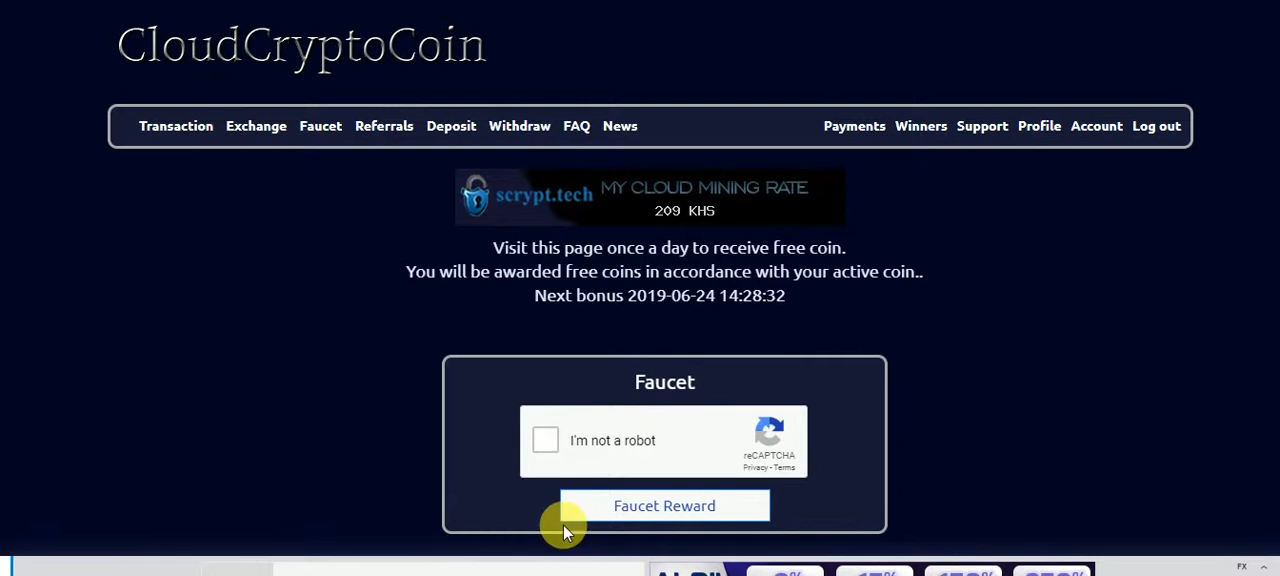 CloudCryptoCoin
Transaction Exchange Faucet Referrals Deposit Withdraw FAQ News Payments Winners Support Profile Account Log out
scrypt.tech MY CLOUD MINING RATE
209 KHS
Visit this page once a day to receive free coin.
You will be awarded free coins in accordance with your active coin..
Next bonus 2019-06-24 14:28:32
Faucet
I'm not a robot
reCAPTCHA
Privacy - Terms
Faucet Reward
FX